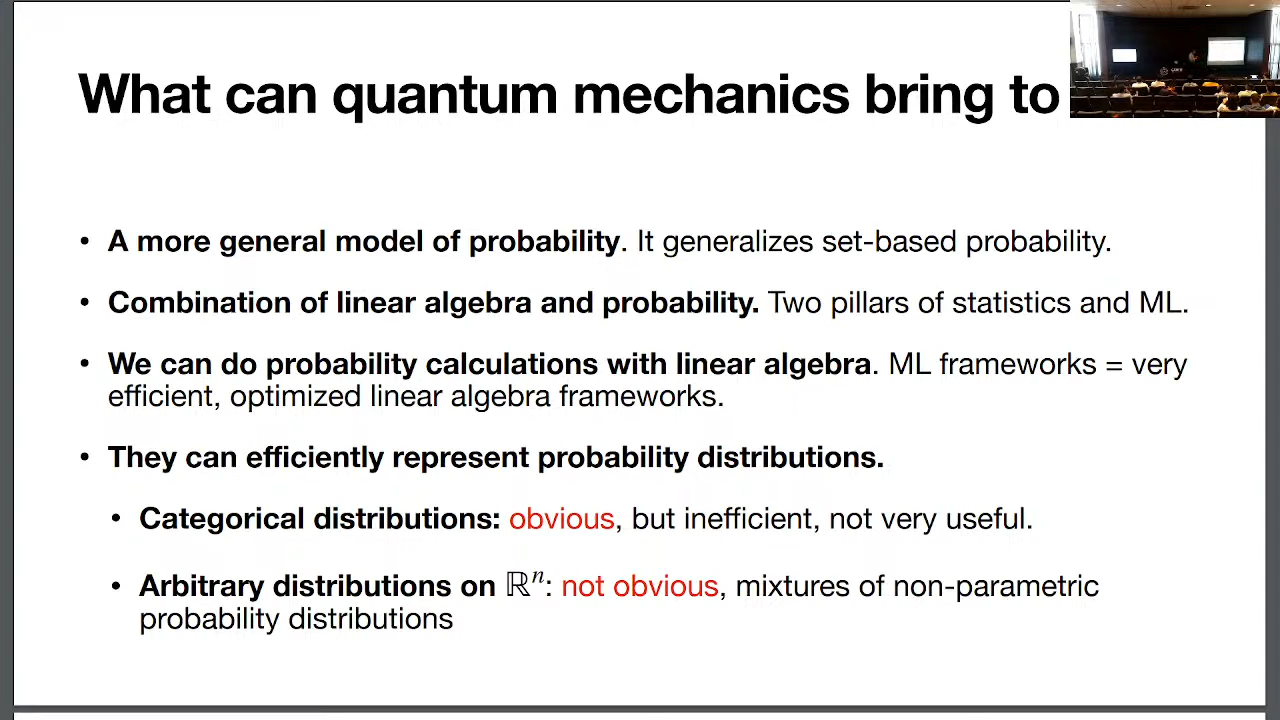 What can quantum mechanics bring to
• A more general model of probability. It generalizes set-based probability.
• Combination of linear algebra and probability. Two pillars of statistics and ML.
• We can do probability calculations with linear algebra. ML frameworks = very
efficient, optimized linear algebra frameworks.
• They can efficiently represent probability distributions.
• Categorical distributions: obvious, but inefficient, not very useful.
• Arbitrary distributions on ℝⁿ: not obvious, mixtures of non-parametric
probability distributions